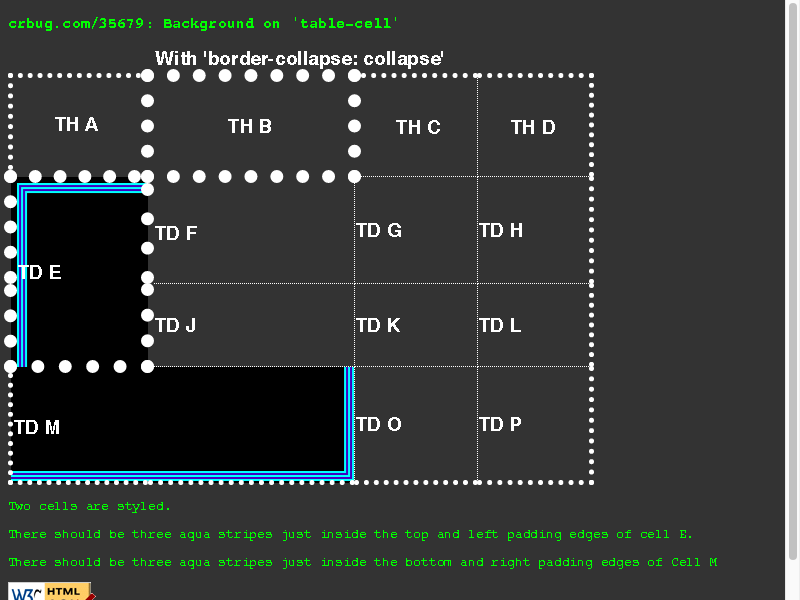 crbug.com/35679: Background on 'table-cell'
With 'border-collapse: collapse'
TH A
TH B
TH C
TH D
TD E
TD F
TD G
TD H
TD J
TD K
TD L
TD M
TD O
TD P
Two cells are styled.
There should be three aqua stripes just inside the top and left padding edges of cell E.
There should be three aqua stripes just inside the bottom and right padding edges of Cell M
W3C HTML